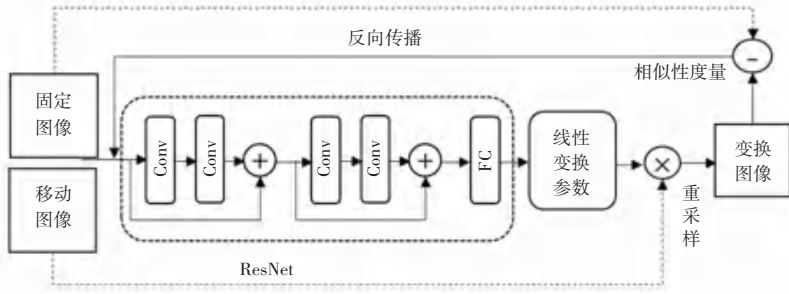 反向传播
相似性度量
−
固定
图像
移动
图像
Conv
Conv
+
Conv
Conv
+
FC
线性
变换
参数
×
重采样
变换
图像
ResNet